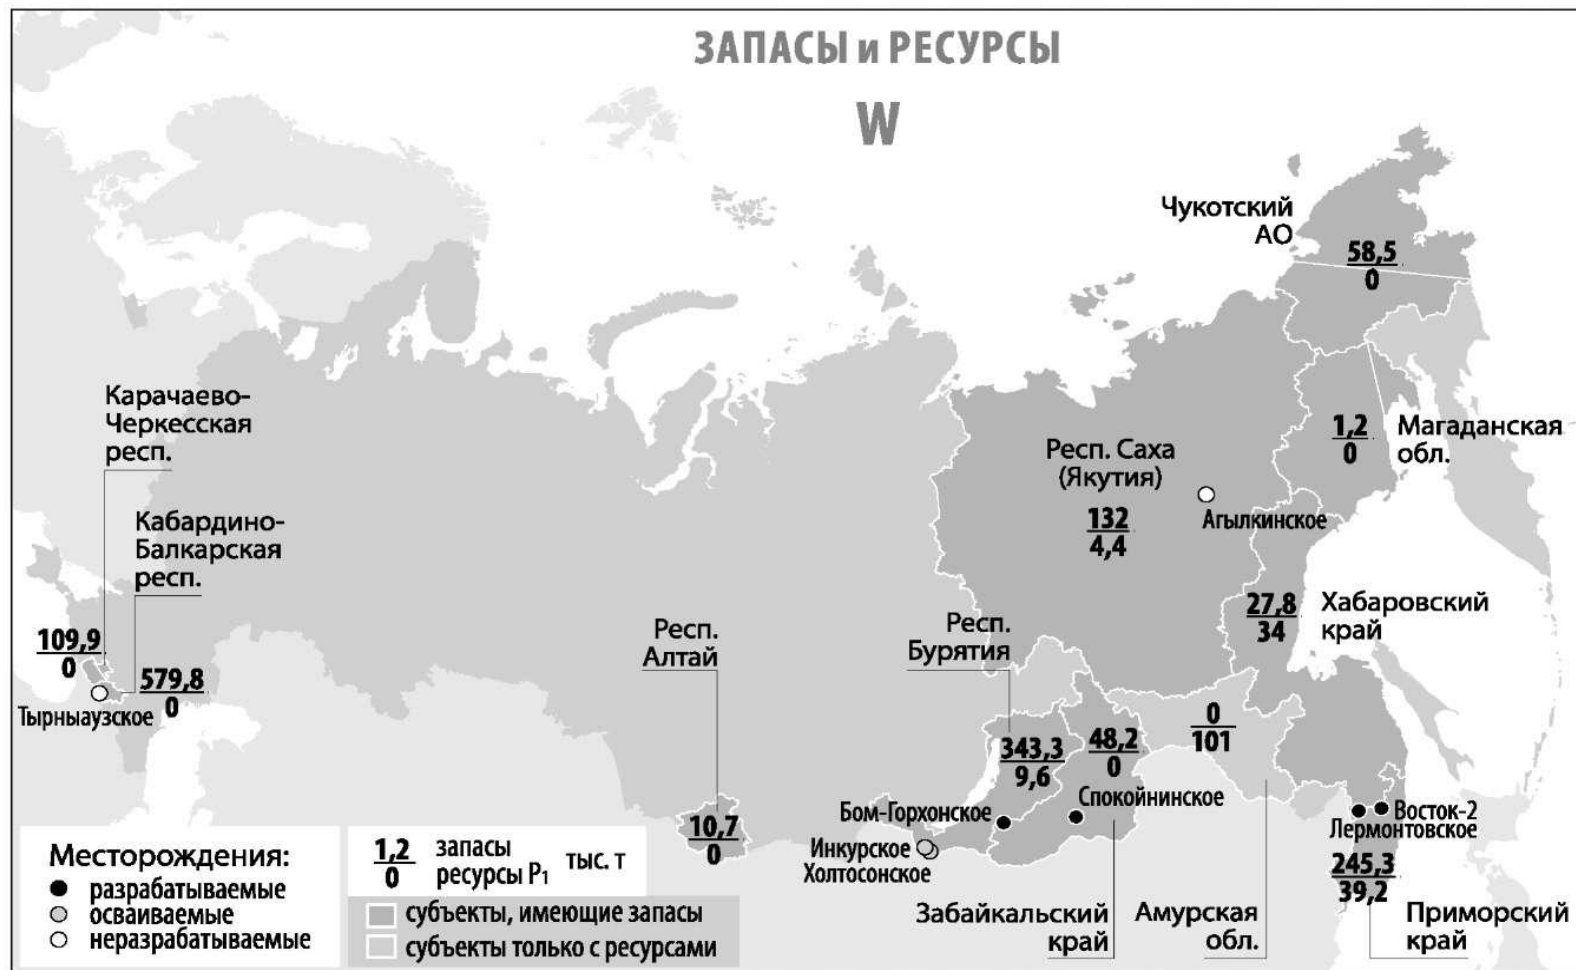 ЗАПАСЫ и РЕСУРСЫ
W
Чукотский
АО
58,5
0
Карачаево-
Черкесская
респ.
Кабардино-
Балкарская
респ.
109,9
0
579,8
0
Тырныаузское
Респ.
Алтай
10,7
0
Респ. Саха
(Якутия)
132
4,4
Агылкинское
1,2
0
Магаданская
обл.
27,8
34
Хабаровский
край
Респ.
Бурятия
343,3
9,6
48,2
0
0
101
Бом-Горхонское
Спокойнинское
Инкурское
Холтосонское
Восток-2
Лермонтовское
245,3
39,2
Забайкальский
край
Амурская
обл.
Приморский
край
Месторождения:
разрабатываемые
осваиваемые
неразрабатываемые
1,2 запасы
0 ресурсы P₁ тыс. т
субъекты, имеющие запасы
субъекты только с ресурсами